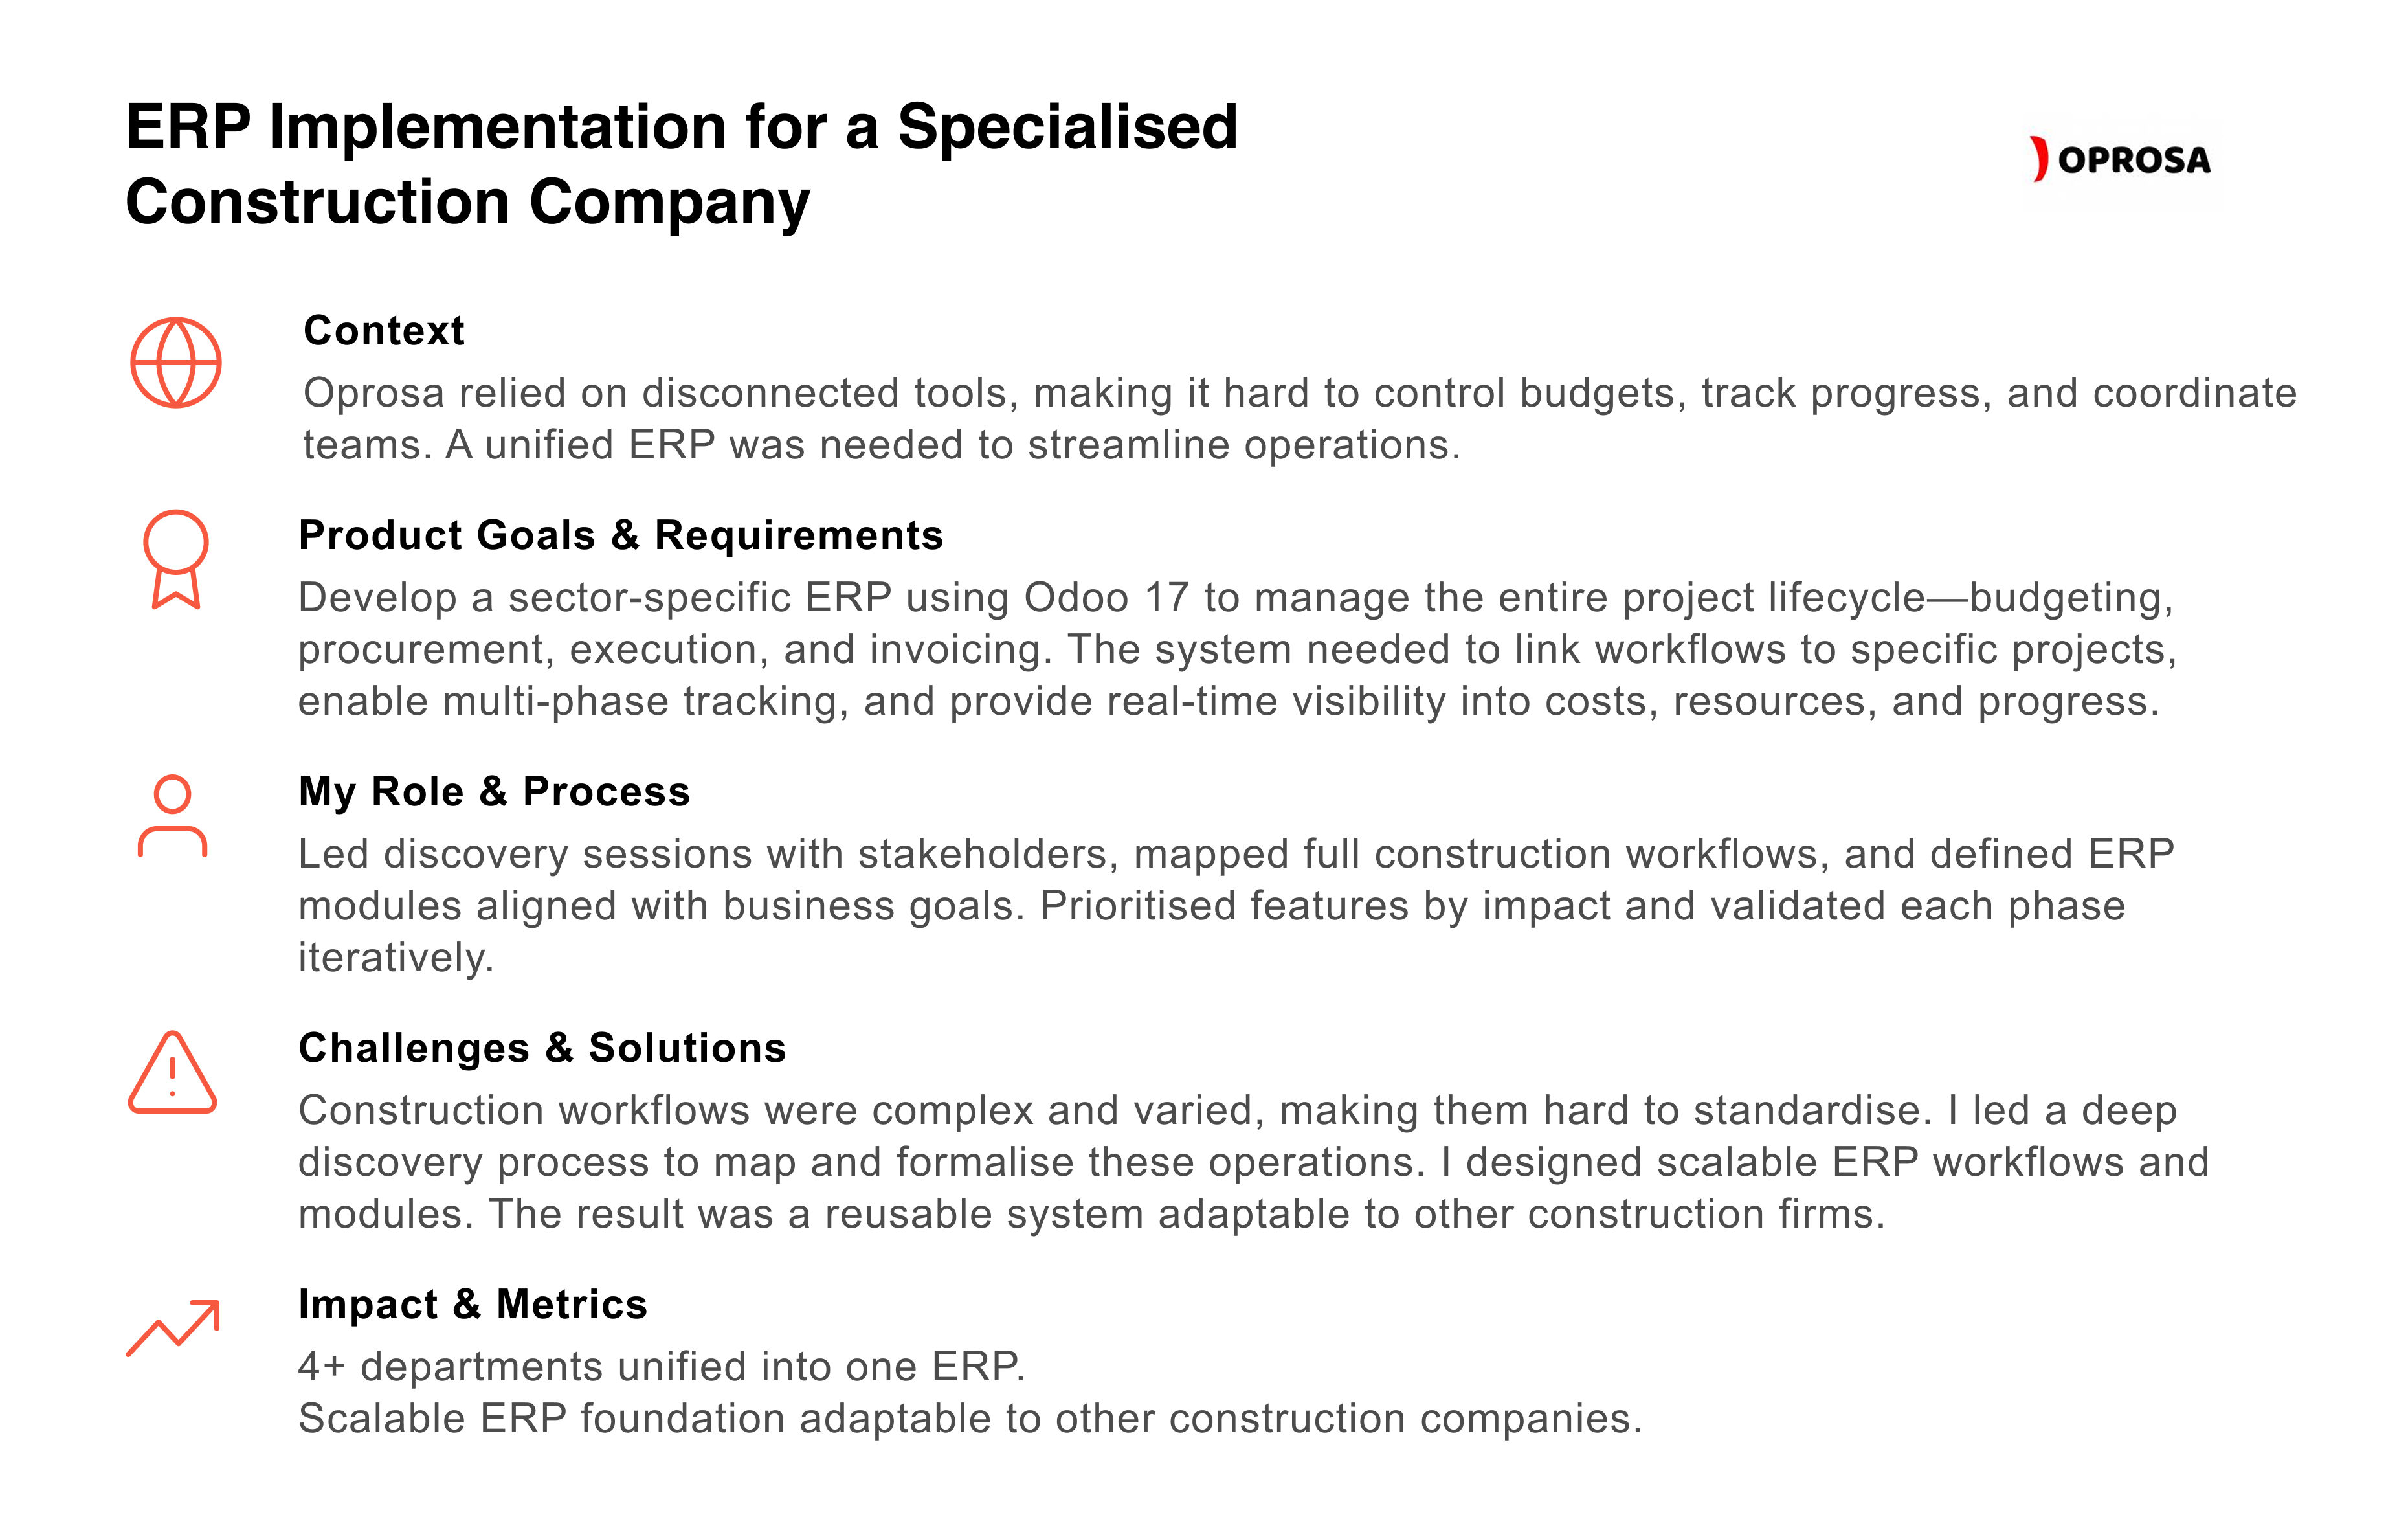 ERP Implementation for a Specialised
Construction Company
OPROSA
Context
Oprosa relied on disconnected tools, making it hard to control budgets, track progress, and coordinate
teams. A unified ERP was needed to streamline operations.
Product Goals & Requirements
Develop a sector-specific ERP using Odoo 17 to manage the entire project lifecycle—budgeting,
procurement, execution, and invoicing. The system needed to link workflows to specific projects,
enable multi-phase tracking, and provide real-time visibility into costs, resources, and progress.
My Role & Process
Led discovery sessions with stakeholders, mapped full construction workflows, and defined ERP
modules aligned with business goals. Prioritised features by impact and validated each phase
iteratively.
Challenges & Solutions
Construction workflows were complex and varied, making them hard to standardise. I led a deep
discovery process to map and formalise these operations. I designed scalable ERP workflows and
modules. The result was a reusable system adaptable to other construction firms.
Impact & Metrics
4+ departments unified into one ERP.
Scalable ERP foundation adaptable to other construction companies.